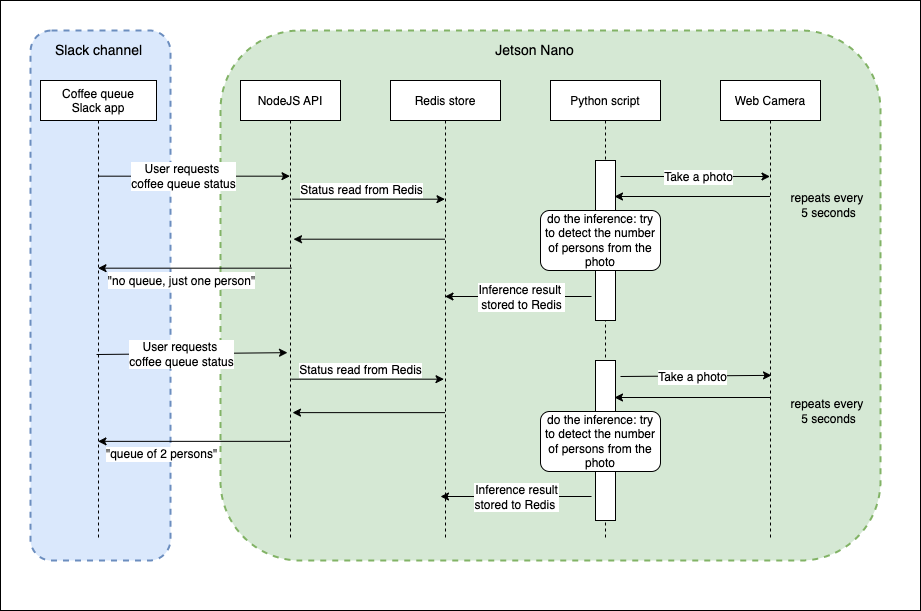 Slack channel
Jetson Nano
Coffee queue
Slack app
NodeJS API
Redis store
Python script
Web Camera
User requests
coffee queue status
Take a photo
Status read from Redis
repeats every
5 seconds
do the inference: try
to detect the number
of persons from the
photo
"no queue, just one person"
Inference result
stored to Redis
User requests
coffee queue status
Status read from Redis
Take a photo
repeats every
5 seconds
do the inference: try
to detect the number
of persons from the
photo
"queue of 2 persons"
Inference result
stored to Redis